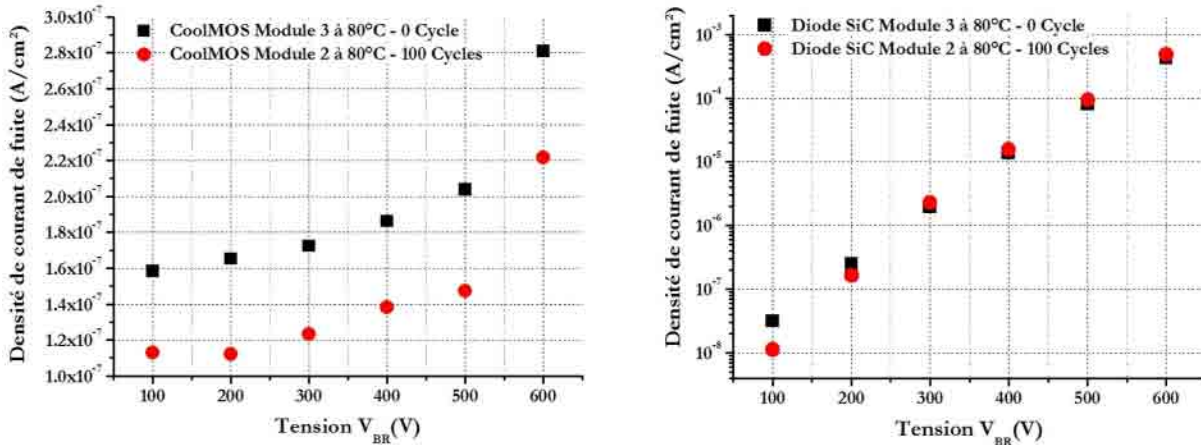 3.0x10⁻⁷
2.8x10⁻⁷
2.6x10⁻⁷
2.4x10⁻⁷
2.2x10⁻⁷
2.0x10⁻⁷
1.8x10⁻⁷
1.6x10⁻⁷
1.4x10⁻⁷
1.2x10⁻⁷
1.0x10⁻⁷
Densité de courant de fuite (A/cm²)
CoolMOS Module 3 à 80°C - 0 Cycle
CoolMOS Module 2 à 80°C - 100 Cycles
100 200 300 400 500 600
Tension V_BR(V)
Densité de courant de fuite (A/cm²)
10⁻³
10⁻⁴
10⁻⁵
10⁻⁶
10⁻⁷
10⁻⁸
Diode SiC Module 3 à 80°C - 0 Cycle
Diode SiC Module 2 à 80°C - 100 Cycles
100 200 300 400 500 600
Tension V_BR(V)